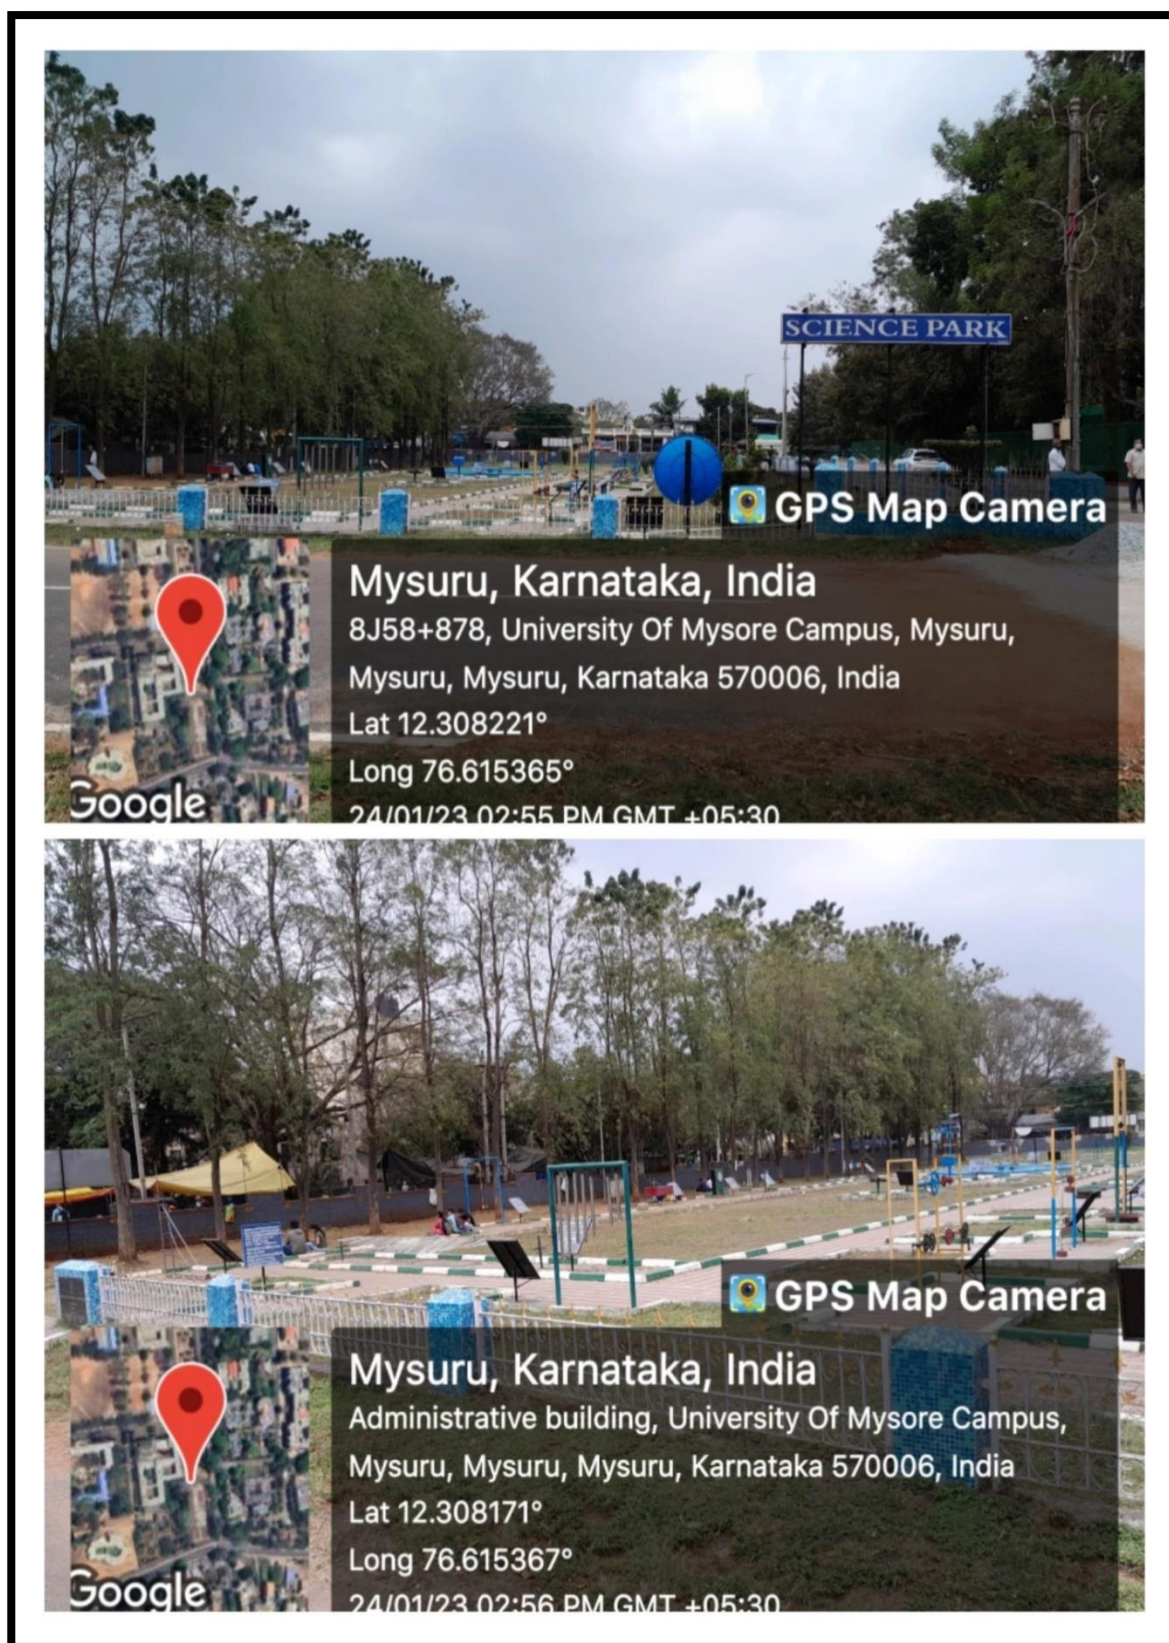 SCIENCE PARK
GPS Map Camera
Mysuru, Karnataka, India
8J58+878, University Of Mysore Campus, Mysuru,
Mysuru, Mysuru, Karnataka 570006, India
Lat 12.308221°
Long 76.615365°
24/01/23 02:55 PM GMT +05:30
Google
GPS Map Camera
Mysuru, Karnataka, India
Administrative building, University Of Mysore Campus,
Mysuru, Mysuru, Mysuru, Karnataka 570006, India
Lat 12.308171°
Long 76.615367°
24/01/23 02:56 PM GMT +05:30
Google